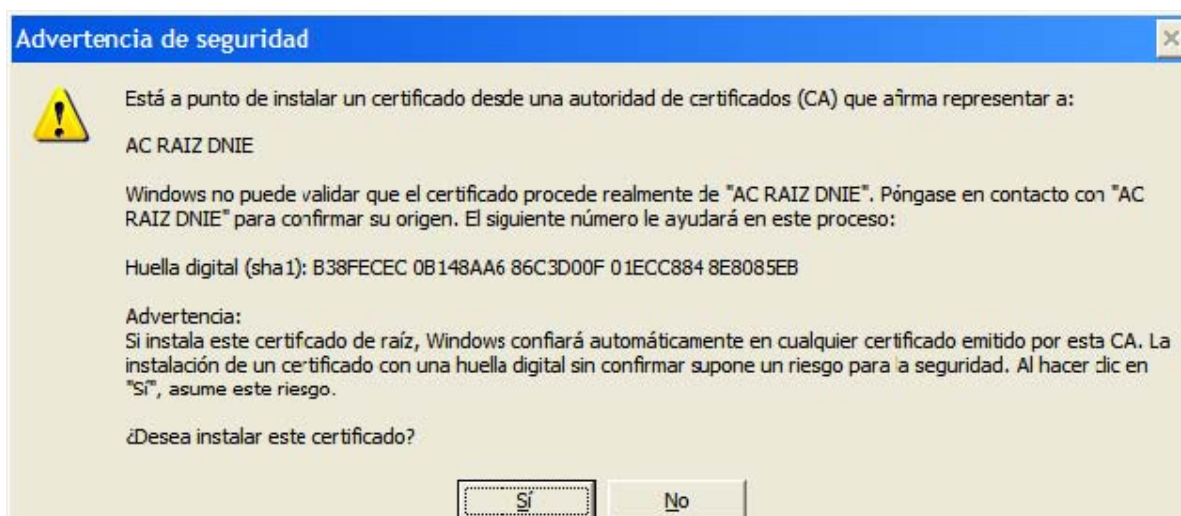 Advertencia de seguridad
Está a punto de instalar un certificado desde una autoridad de certificados (CA) que afirma representar a:
AC RAIZ DNIE
Windows no puede validar que el certificado procede realmente de "AC RAIZ DNIE". Póngase en contacto con "AC
RAIZ DNIE" para confirmar su origen. El siguiente número le ayudará en este proceso:
Huella digital (sha1): B38FECEC 0B148AA6 86C3D00F 01ECC884 8E8085EB
Advertencia:
Si instala este certificado de raíz, Windows confiará automáticamente en cualquier certificado emitido por esta CA. La
instalación de un certificado con una huella digital sin confirmar supone un riesgo para la seguridad. Al hacer clic en
"Sí", asume este riesgo.
¿Desea instalar este certificado?
Sí No